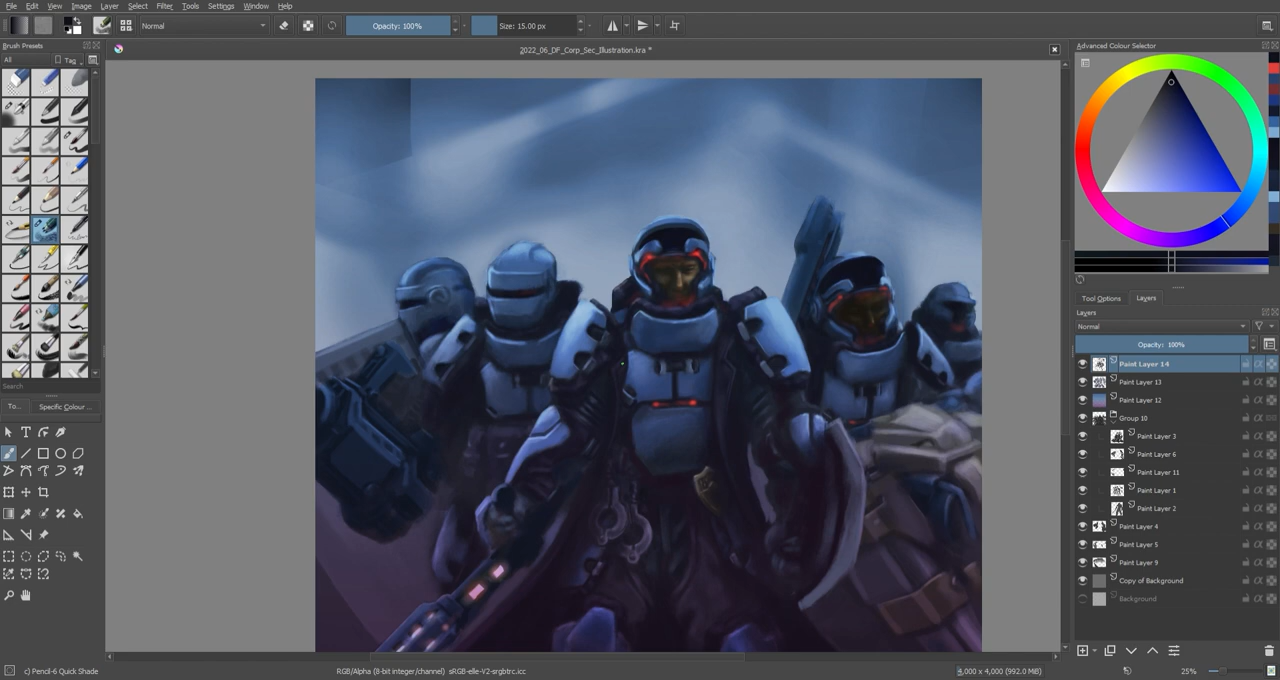 File Edit View Image Layer Select Filter Tools Settings Window Help
Normal Opacity: 100% Size: 15.00 px
2022_06_DF_Corp_Sec_Illustration.kra *
Brush Presets
All Tag
Search
To... Specific Colour ...
Advanced Colour Selector
Tool Options Layers
Layers
Normal
Opacity: 100%
Paint Layer 14
Paint Layer 13
Paint Layer 12
Group 10
Paint Layer 3
Paint Layer 6
Paint Layer 11
Paint Layer 1
Paint Layer 2
Paint Layer 4
Paint Layer 5
Paint Layer 9
Copy of Background
Background
c) Pencil-6 Quick Shade RGB/Alpha (8-bit integer/channel) sRGB-elle-V2-srgbtrc.icc 4,000 x 4,000 (992.0 MiB) 25%